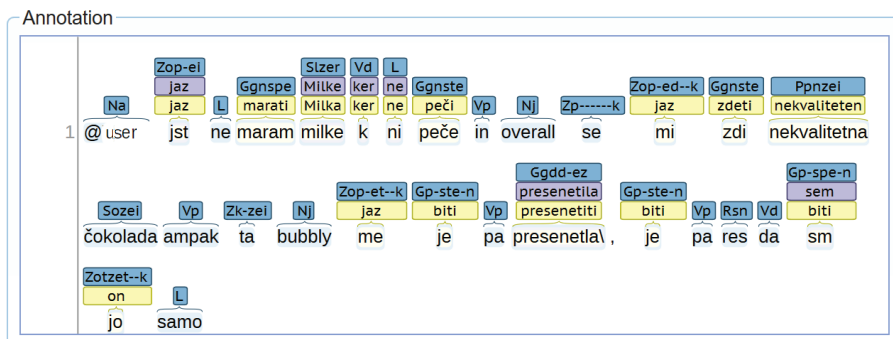 Annotation
Zop-ei Slzer Vd L
jaz Ggnspe Milke ker ne Ggnste Zop-ed--k Ggnste Ppnzei
Na jaz L marati Milka ker ne peči Vp Nj Zp------k jaz zdeti nekvaliteten
1 @user jst ne maram milke k ni peče in overall se mi zdi nekvalitetna
Ggdd-ez Gp-spe-n
Zop-et--k Gp-ste-n presenetila Gp-ste-n sem
Sozei Vp Zk-zei Nj jaz biti Vp presenetiti biti Vp Rsn Vd biti
čokolada ampak ta bubbly me je pa presenetla\ , je pa res da sm
Zotzet--k
on L
jo samo